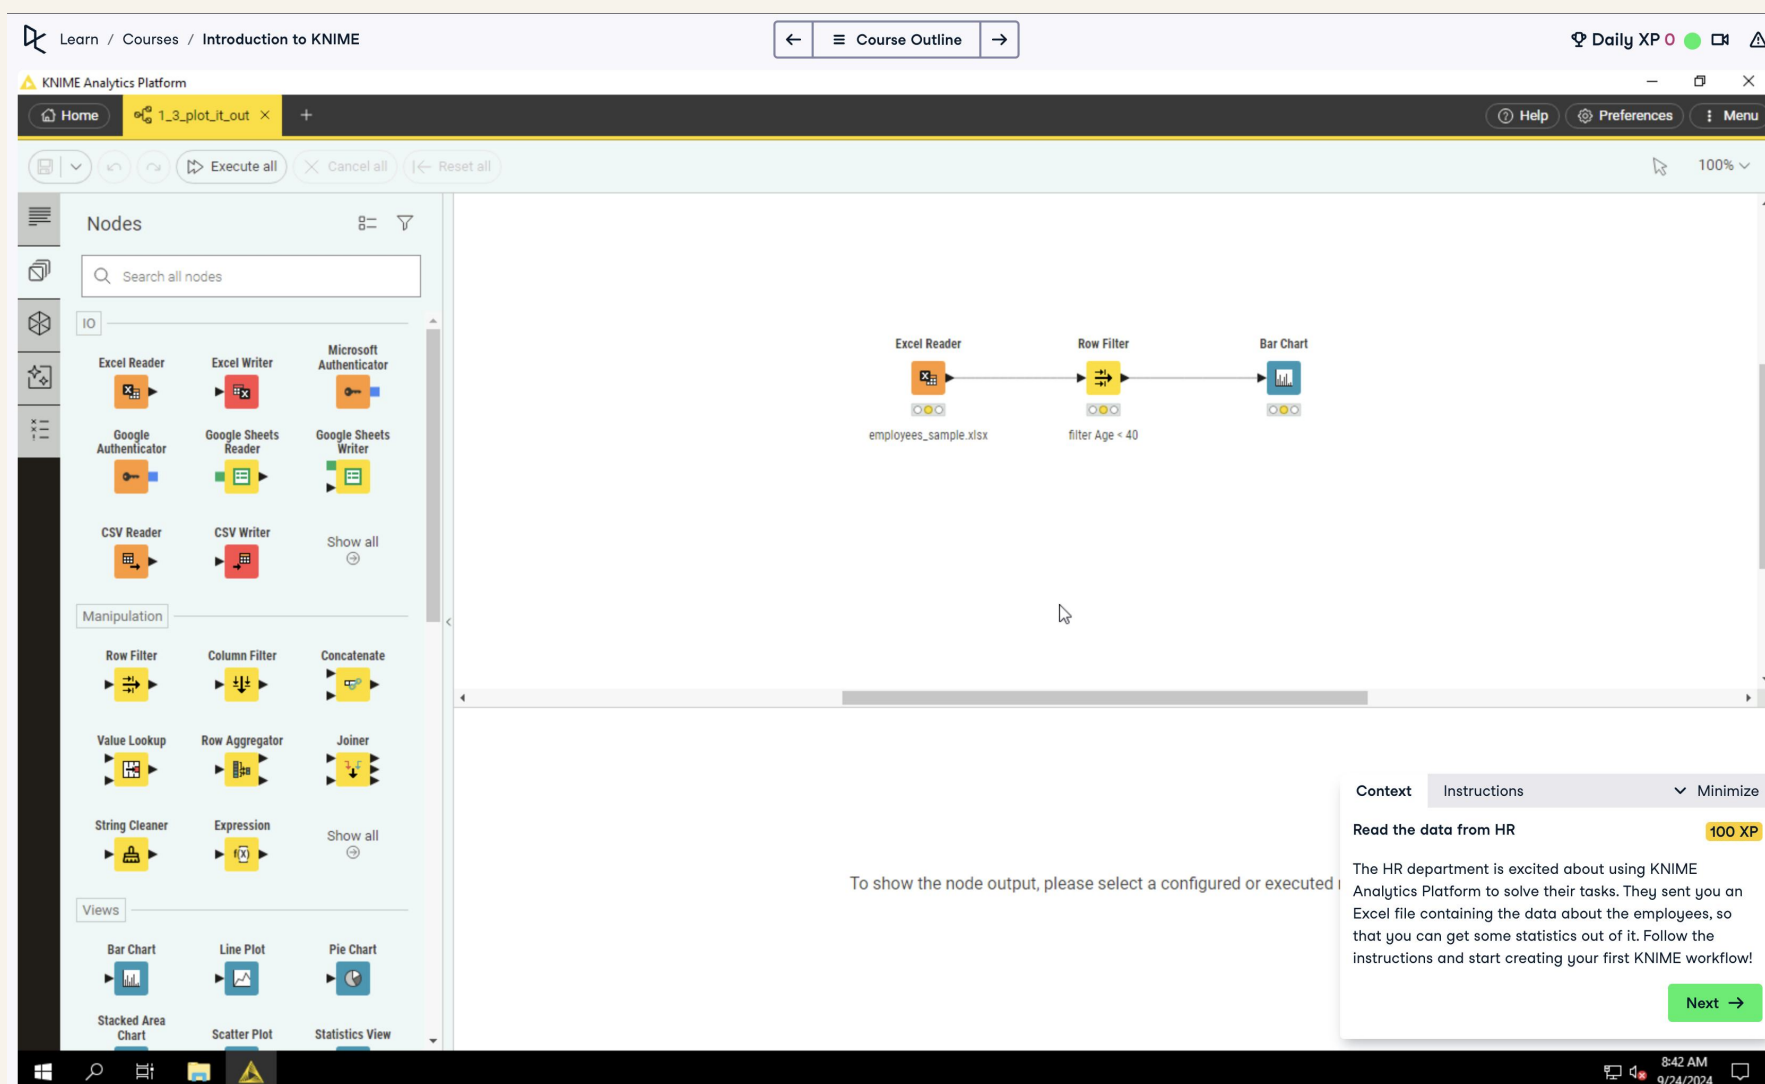 Learn / Courses / Introduction to KNIME
Course Outline
Daily XP 0
KNIME Analytics Platform
Home
1_3_plot_it_out
Help
Preferences
Menu
Execute all
Cancel all
Reset all
100%
Nodes
Search all nodes
IO
Excel Reader
Excel Writer
Microsoft
Authenticator
Google
Authenticator
Google Sheets
Reader
Google Sheets
Writer
CSV Reader
CSV Writer
Show all
Manipulation
Row Filter
Column Filter
Concatenate
Value Lookup
Row Aggregator
Joiner
String Cleaner
Expression
Show all
Views
Bar Chart
Line Plot
Pie Chart
Stacked Area
Chart
Scatter Plot
Statistics View
Excel Reader
employees_sample.xlsx
Row Filter
filter Age < 40
Bar Chart
To show the node output, please select a configured or executed
Context
Instructions
Minimize
Read the data from HR
100 XP
The HR department is excited about using KNIME
Analytics Platform to solve their tasks. They sent you an
Excel file containing the data about the employees, so
that you can get some statistics out of it. Follow the
instructions and start creating your first KNIME workflow!
Next
8:42 AM
9/24/2024